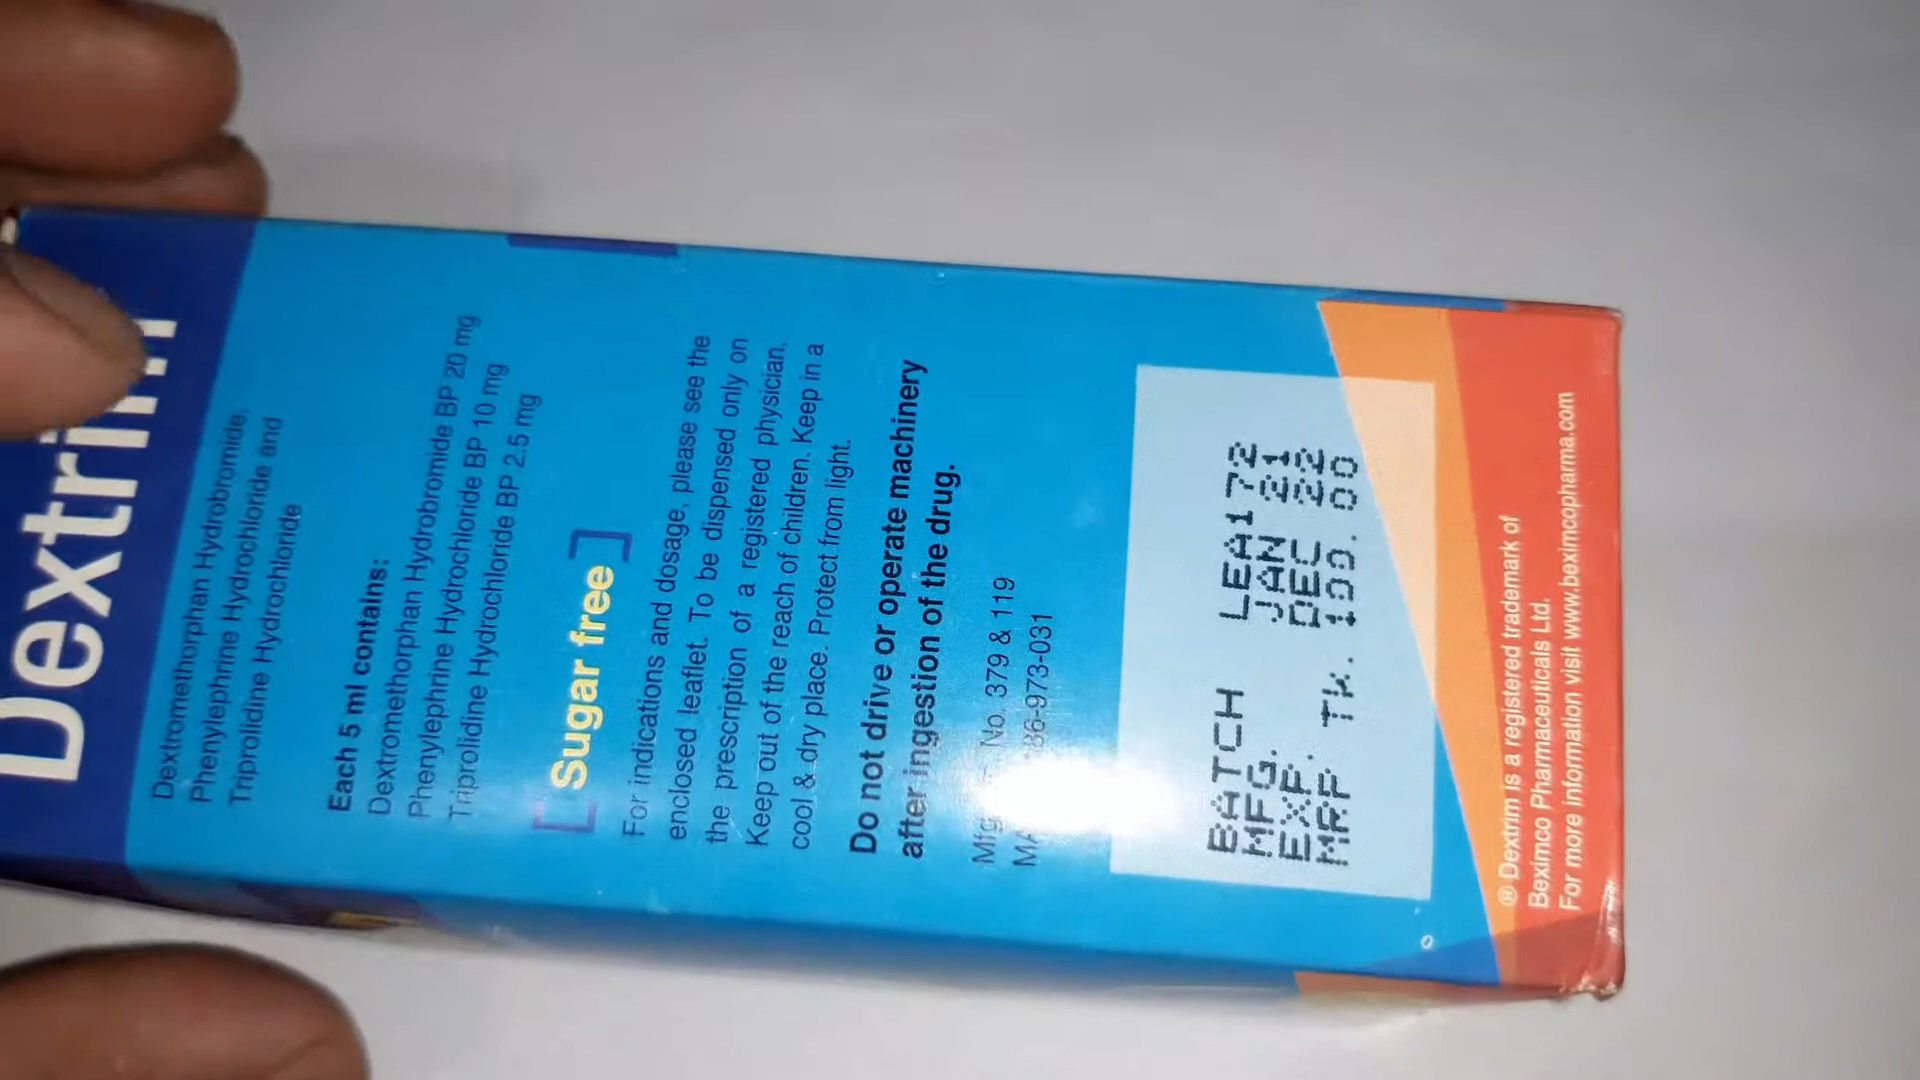 Dextrim
Dextromethorphan Hydrobromide,
Phenylephrine Hydrochloride and
Triprolidine Hydrochloride
Each 5 ml contains:
Dextromethorphan Hydrobromide BP 20 mg
Phenylephrine Hydrochloride BP 10 mg
Triprolidine Hydrochloride BP 2.5 mg
[Sugar free]
For indications and dosage, please see the
enclosed leaflet. To be dispensed only on
the prescription of a registered physician.
Keep out of the reach of children. Keep in a
cool & dry place. Protect from light.
Do not drive or operate machinery
after ingestion of the drug.
No. 379 & 119
BATCH LEA172
MFG. JAN 21
EXP. DEC 22
MRP Tk. 100.00
® Dextrim is a registered trademark of
Beximco Pharmaceuticals Ltd.
For more information visit www.beximcopharma.com